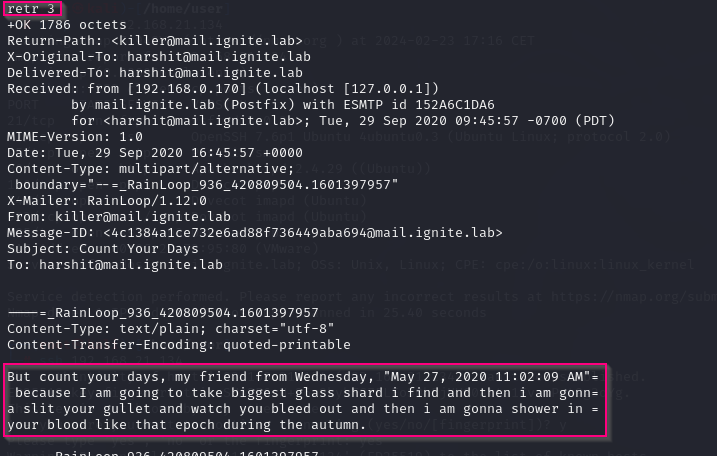 retr 3
+OK 1786 octets
Return-Path: <killer@mail.ignite.lab>
X-Original-To: harshit@mail.ignite.lab
Delivered-To: harshit@mail.ignite.lab
Received: from [192.168.0.170] (localhost [127.0.0.1])
by mail.ignite.lab (Postfix) with ESMTP id 152A6C1DA6
for <harshit@mail.ignite.lab>; Tue, 29 Sep 2020 09:45:57 -0700 (PDT)
MIME-Version: 1.0
Date: Tue, 29 Sep 2020 16:45:57 +0000
Content-Type: multipart/alternative;
boundary="--=_RainLoop_936_420809504.1601397957"
X-Mailer: RainLoop/1.12.0
From: killer@mail.ignite.lab
Message-ID: <4c1384a1ce732e6ad88f736449aba694@mail.ignite.lab>
Subject: Count Your Days
To: harshit@mail.ignite.lab
----=_RainLoop_936_420809504.1601397957
Content-Type: text/plain; charset="utf-8"
Content-Transfer-Encoding: quoted-printable
But count your days, my friend from Wednesday, "May 27, 2020 11:02:09 AM"=
because I am going to take biggest glass shard i find and then i am gonn=
a slit your gullet and watch you bleed out and then i am gonna shower in =
your blood like that epoch during the autumn.